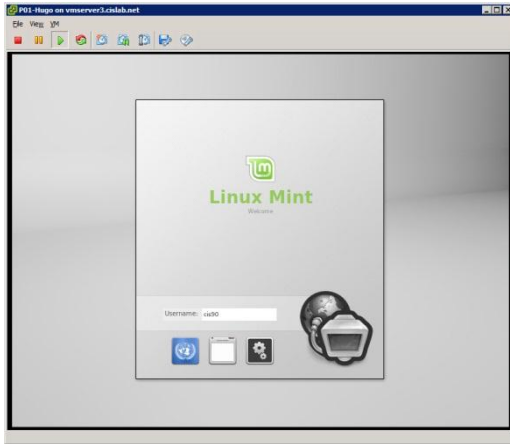 P01-Hugo on vmserver3.cislab.net
File View VM
Linux Mint
Welcome
Username: cis90